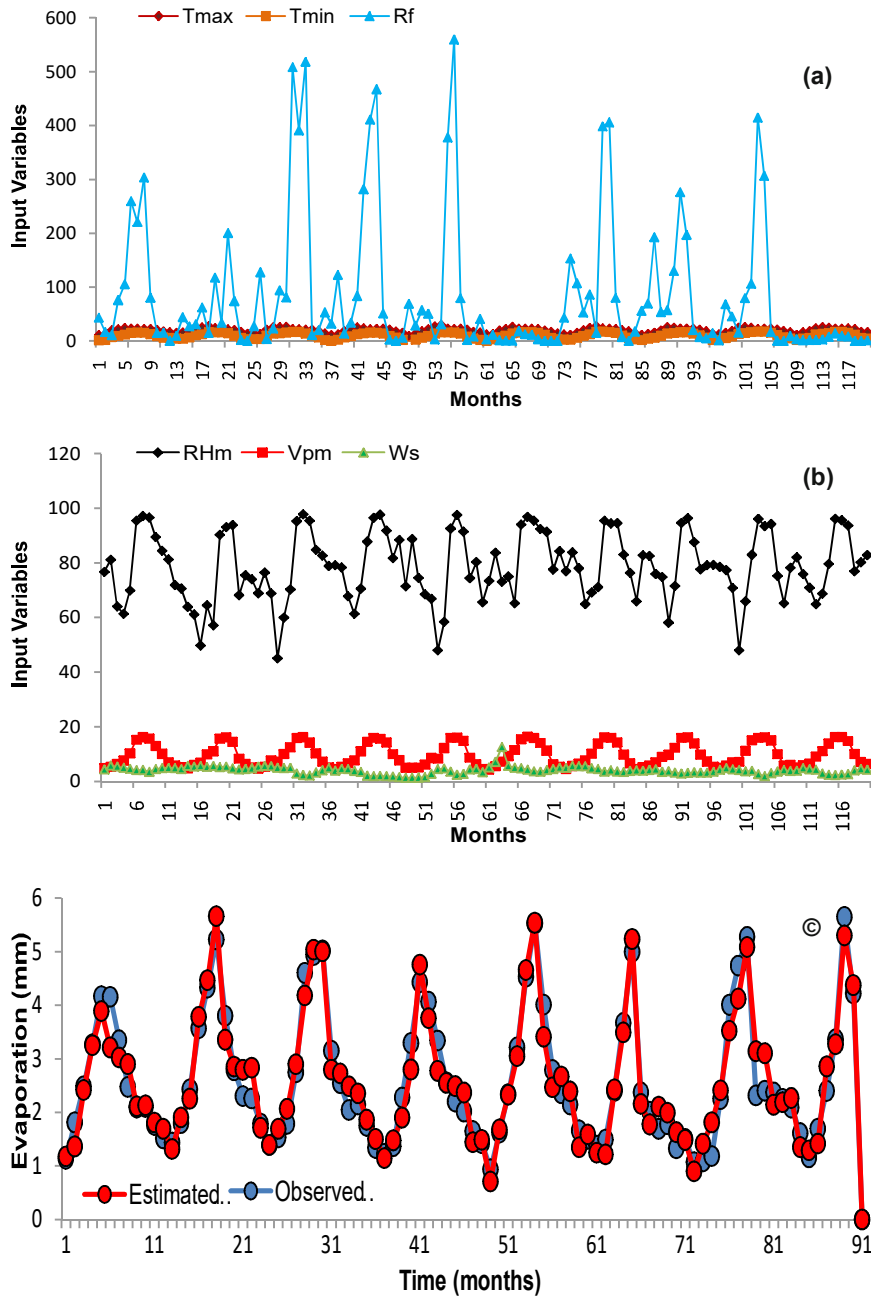 Tmax Tmin Rf
(a)
600
500
400
300
200
100
0
Input Variables
1 5 9 13 17 21 25 29 33 37 41 45 49 53 57 61 65 69 73 77 81 85 89 93 97 101 105 109 113 117
Months
RHm Vpm Ws
(b)
120
100
80
60
40
20
0
Input Variables
1 6 11 16 21 26 31 36 41 46 51 56 61 66 71 76 81 86 91 96 101 106 111 116
Months
©
6
5
4
3
2
1
0
Evaporation (mm)
Estimated.. Observed..
1 11 21 31 41 51 61 71 81 91
Time (months)